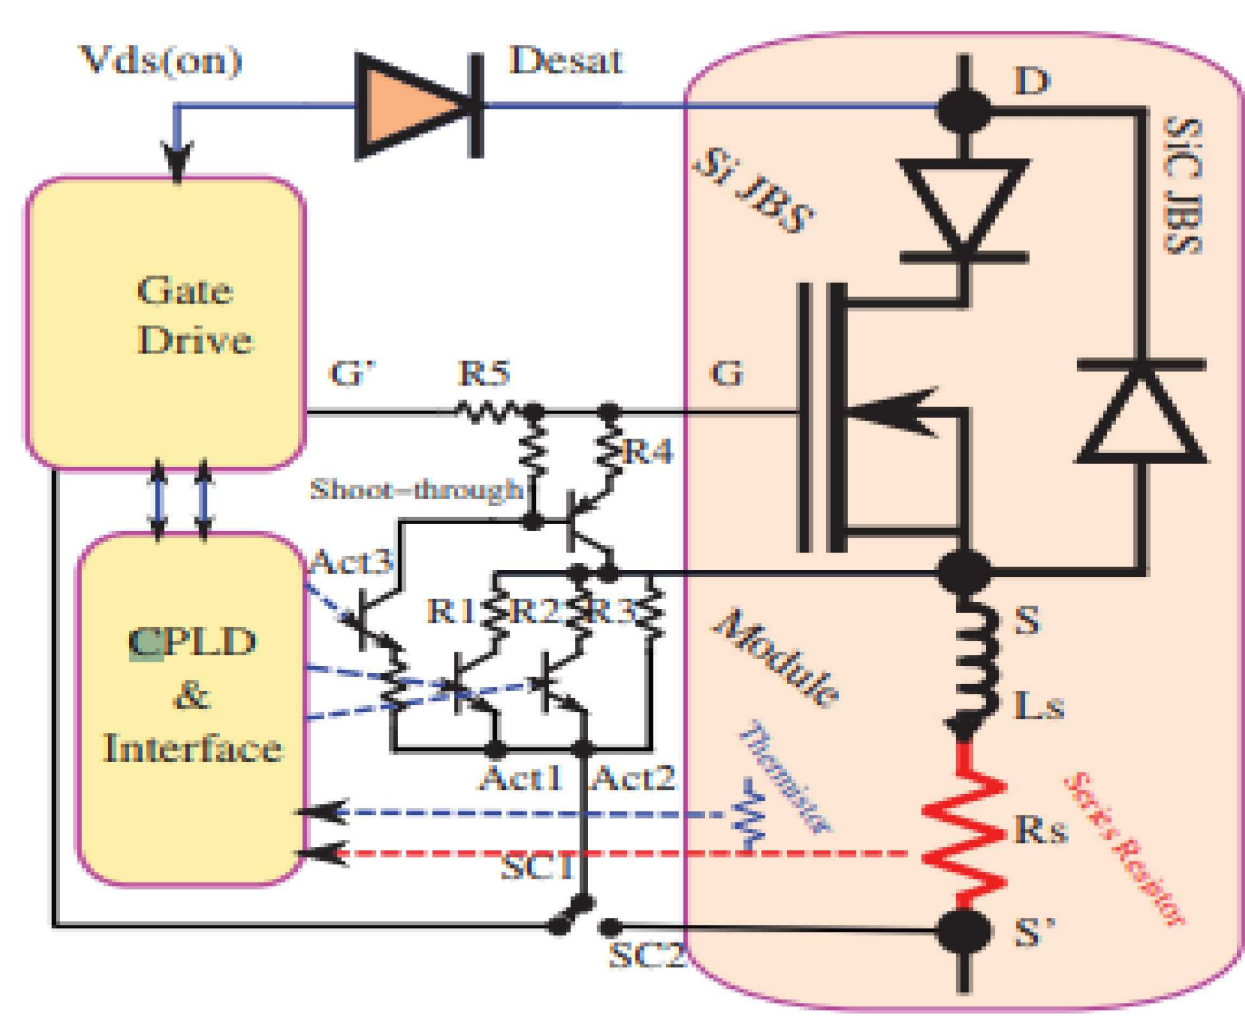 Vds(on)
Desat
D
Si JBS
SiC JBS
Gate
Drive
G'
R5
G
R4
Shoot-through
Act3
R1
R2
R3
CPLD
&
Interface
Module
S
Ls
Act1
Act2
Thermistor
Rs
Series Resistor
SC1
SC2
S'